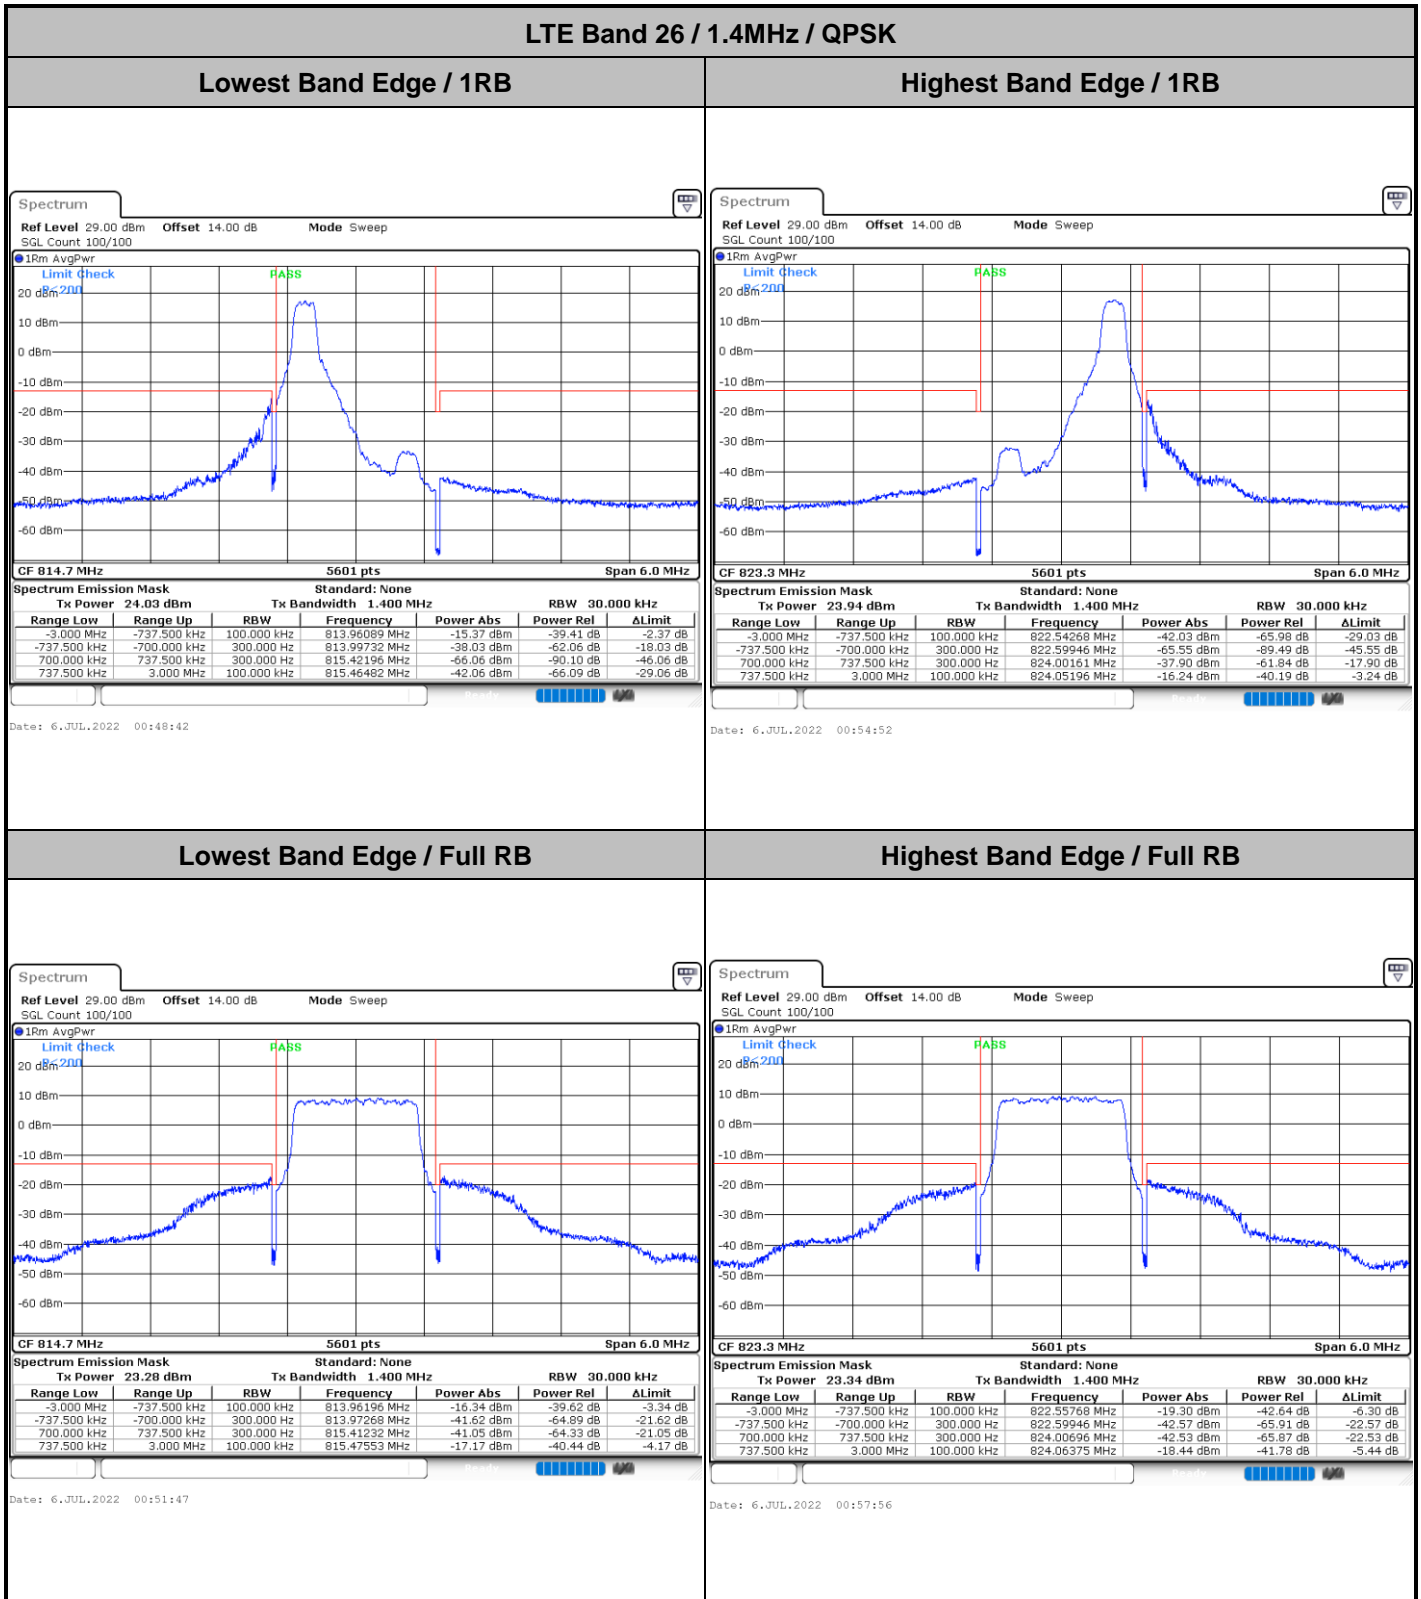 LTE Band 26 / 1.4MHz / QPSK
Lowest Band Edge / 1RB
Highest Band Edge / 1RB
Spectrum
Ref Level 29.00 dBm Offset 14.00 dB Mode Sweep
SGL Count 100/100
1Rm AvgPwr
Limit Check PASS
P<200
20 dBm
10 dBm
0 dBm
-10 dBm
-20 dBm
-30 dBm
-40 dBm
-50 dBm
-60 dBm
CF 814.7 MHz 5601 pts Span 6.0 MHz
Spectrum Emission Mask Standard: None
Tx Power 24.03 dBm Tx Bandwidth 1.400 MHz RBW 30.000 kHz
Range Low Range Up RBW Frequency Power Abs Power Rel ΔLimit
-3.000 MHz -737.500 kHz 100.000 kHz 813.96089 MHz -15.37 dBm -39.41 dB -2.37 dB
-737.500 kHz -700.000 kHz 300.000 Hz 813.99732 MHz -38.03 dBm -62.06 dB -18.03 dB
700.000 kHz 737.500 kHz 300.000 Hz 815.42196 MHz -66.06 dBm -90.10 dB -46.06 dB
737.500 kHz 3.000 MHz 100.000 kHz 815.46482 MHz -42.06 dBm -66.09 dB -29.06 dB
Ready
Date: 6.JUL.2022 00:48:42
Spectrum
Ref Level 29.00 dBm Offset 14.00 dB Mode Sweep
SGL Count 100/100
1Rm AvgPwr
Limit Check PASS
P<200
20 dBm
10 dBm
0 dBm
-10 dBm
-20 dBm
-30 dBm
-40 dBm
-50 dBm
-60 dBm
CF 823.3 MHz 5601 pts Span 6.0 MHz
Spectrum Emission Mask Standard: None
Tx Power 23.94 dBm Tx Bandwidth 1.400 MHz RBW 30.000 kHz
Range Low Range Up RBW Frequency Power Abs Power Rel ΔLimit
-3.000 MHz -737.500 kHz 100.000 kHz 822.54268 MHz -42.03 dBm -65.98 dB -29.03 dB
-737.500 kHz -700.000 kHz 300.000 Hz 822.59946 MHz -65.55 dBm -89.49 dB -45.55 dB
700.000 kHz 737.500 kHz 300.000 Hz 824.00161 MHz -37.90 dBm -61.84 dB -17.90 dB
737.500 kHz 3.000 MHz 100.000 kHz 824.05196 MHz -16.24 dBm -40.19 dB -3.24 dB
Ready
Date: 6.JUL.2022 00:54:52
Lowest Band Edge / Full RB
Highest Band Edge / Full RB
Spectrum
Ref Level 29.00 dBm Offset 14.00 dB Mode Sweep
SGL Count 100/100
1Rm AvgPwr
Limit Check PASS
P<200
20 dBm
10 dBm
0 dBm
-10 dBm
-20 dBm
-30 dBm
-40 dBm
-50 dBm
-60 dBm
CF 814.7 MHz 5601 pts Span 6.0 MHz
Spectrum Emission Mask Standard: None
Tx Power 23.28 dBm Tx Bandwidth 1.400 MHz RBW 30.000 kHz
Range Low Range Up RBW Frequency Power Abs Power Rel ΔLimit
-3.000 MHz -737.500 kHz 100.000 kHz 813.96196 MHz -16.34 dBm -39.62 dB -3.34 dB
-737.500 kHz -700.000 kHz 300.000 Hz 813.97268 MHz -41.62 dBm -64.89 dB -21.62 dB
700.000 kHz 737.500 kHz 300.000 Hz 815.41232 MHz -41.05 dBm -64.33 dB -21.05 dB
737.500 kHz 3.000 MHz 100.000 kHz 815.47553 MHz -17.17 dBm -40.44 dB -4.17 dB
Ready
Date: 6.JUL.2022 00:51:47
Spectrum
Ref Level 29.00 dBm Offset 14.00 dB Mode Sweep
SGL Count 100/100
1Rm AvgPwr
Limit Check PASS
P<200
20 dBm
10 dBm
0 dBm
-10 dBm
-20 dBm
-30 dBm
-40 dBm
-50 dBm
-60 dBm
CF 823.3 MHz 5601 pts Span 6.0 MHz
Spectrum Emission Mask Standard: None
Tx Power 23.34 dBm Tx Bandwidth 1.400 MHz RBW 30.000 kHz
Range Low Range Up RBW Frequency Power Abs Power Rel ΔLimit
-3.000 MHz -737.500 kHz 100.000 kHz 822.55768 MHz -19.30 dBm -42.64 dB -6.30 dB
-737.500 kHz -700.000 kHz 300.000 Hz 822.59946 MHz -42.57 dBm -65.91 dB -22.57 dB
700.000 kHz 737.500 kHz 300.000 Hz 824.00696 MHz -42.53 dBm -65.87 dB -22.53 dB
737.500 kHz 3.000 MHz 100.000 kHz 824.06375 MHz -18.44 dBm -41.78 dB -5.44 dB
Ready
Date: 6.JUL.2022 00:57:56